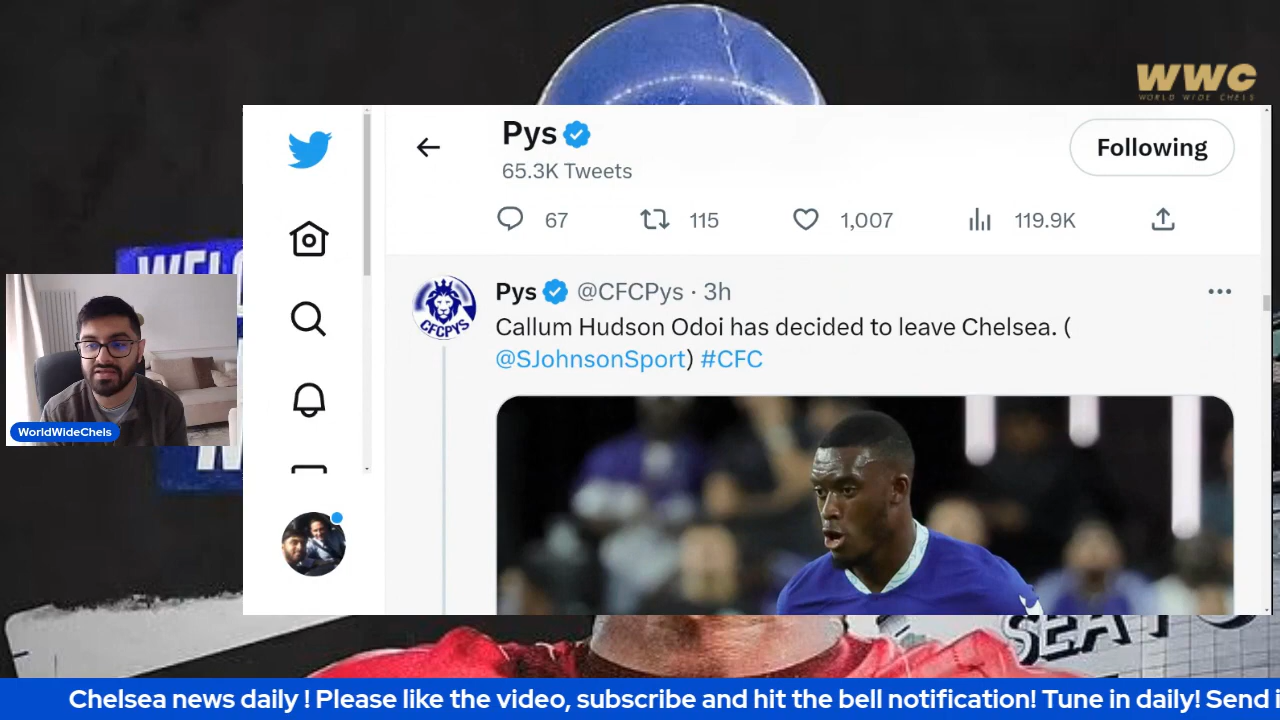 WWC
WORLD WIDE CHELS
Pys
65.3K Tweets
Following
67
115
1,007
119.9K
Pys @CFCPys · 3h
Callum Hudson Odoi has decided to leave Chelsea. (
@SJohnsonSport) #CFC
CFCPYS
WorldWideChels
Chelsea news daily ! Please like the video, subscribe and hit the bell notification! Tune in daily! Send i